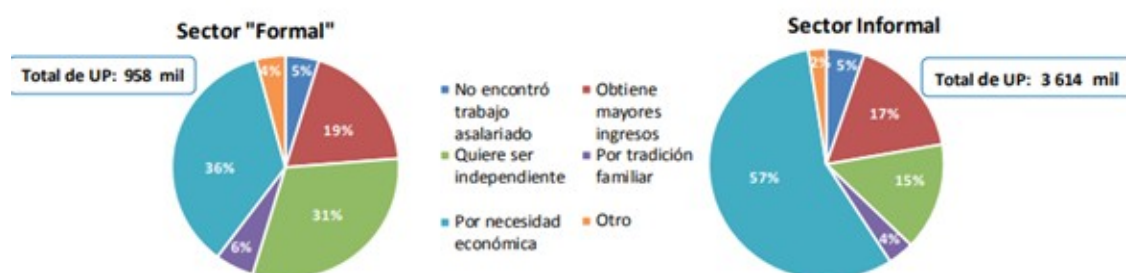 Sector "Formal"
Total de UP: 958 mil
4%
5%
19%
36%
31%
6%
No encontró
trabajo
asalariado
Obtiene
mayores
ingresos
Quiere ser
independiente
Por tradición
familiar
Por necesidad
económica
Otro
Sector Informal
Total de UP: 3 614 mil
2%
5%
17%
57%
15%
4%